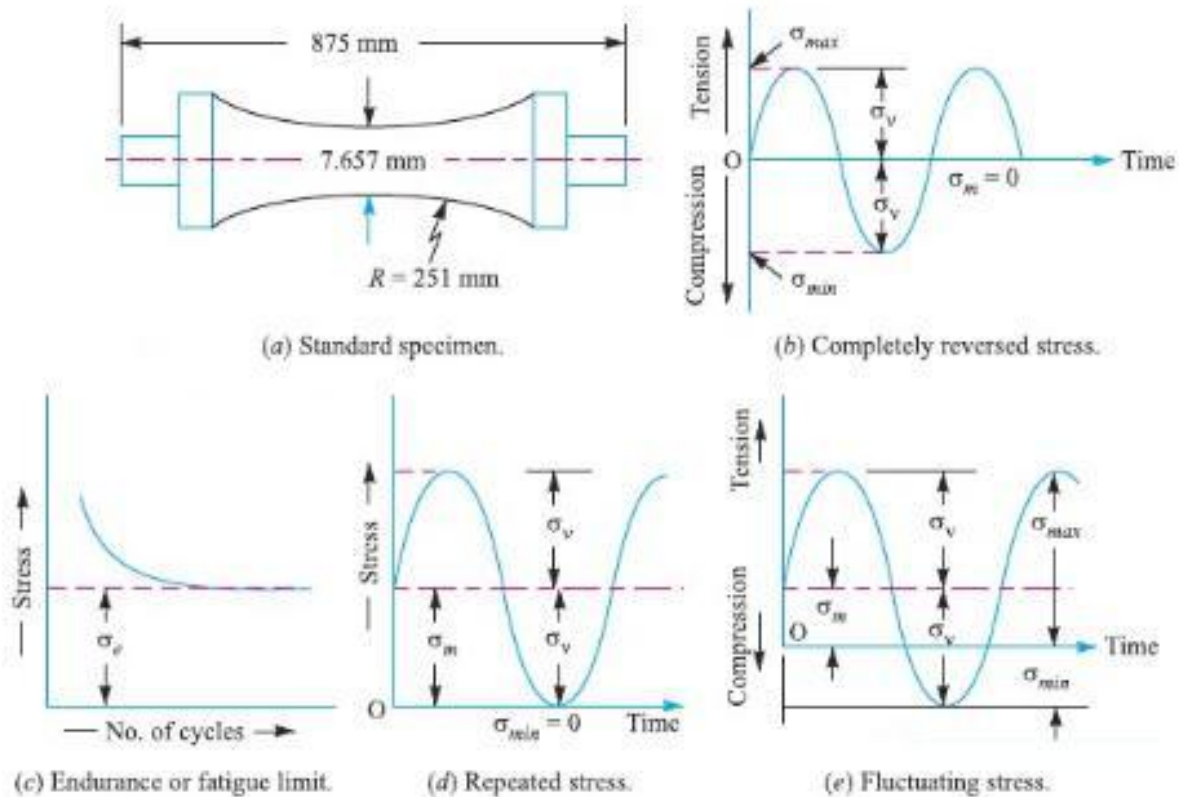 875 mm
7.657 mm
R = 251 mm
(a) Standard specimen.
Tension
Compression
σmax
σv
O
Time
σm = 0
σv
σmin
(b) Completely reversed stress.
Stress
σe
No. of cycles
(c) Endurance or fatigue limit.
Stress
σv
σm
σv
O
σmin = 0
Time
(d) Repeated stress.
Tension
Compression
σv
σmax
σm
σv
O
Time
σmin
(e) Fluctuating stress.